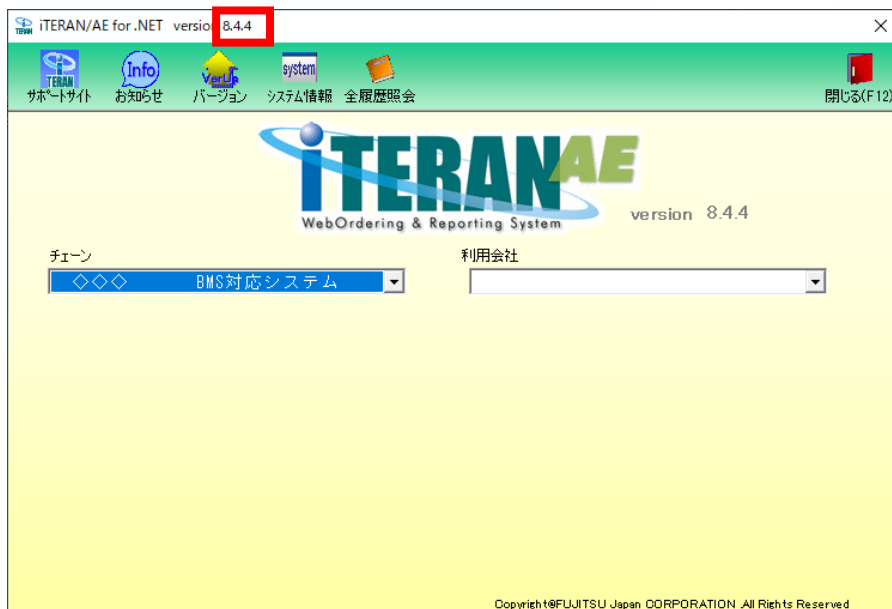 iTERAN/AE for .NET version 8.4.4
TERAN
Info
VerUp
system
サポートサイト お知らせ バージョン システム情報 全履歴照会 閉じる(F12)
iTERAN AE
WebOrdering & Reporting System
version 8.4.4
チェーン 利用会社
◇◇◇ BMS対応システム
Copyright@FUJITSU Japan CORPORATION .All Rights Reserved